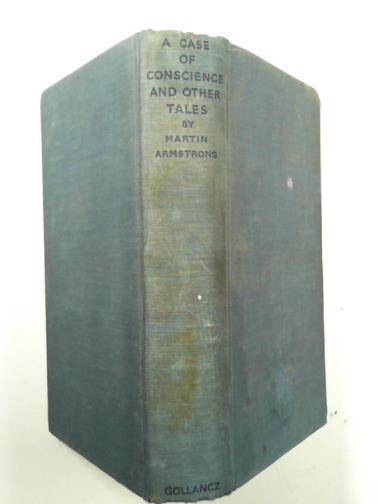 A CASE
OF
CONSCIENCE
AND OTHER
TALES
BY
MARTIN
ARMSTRONG
GOLLANCZ